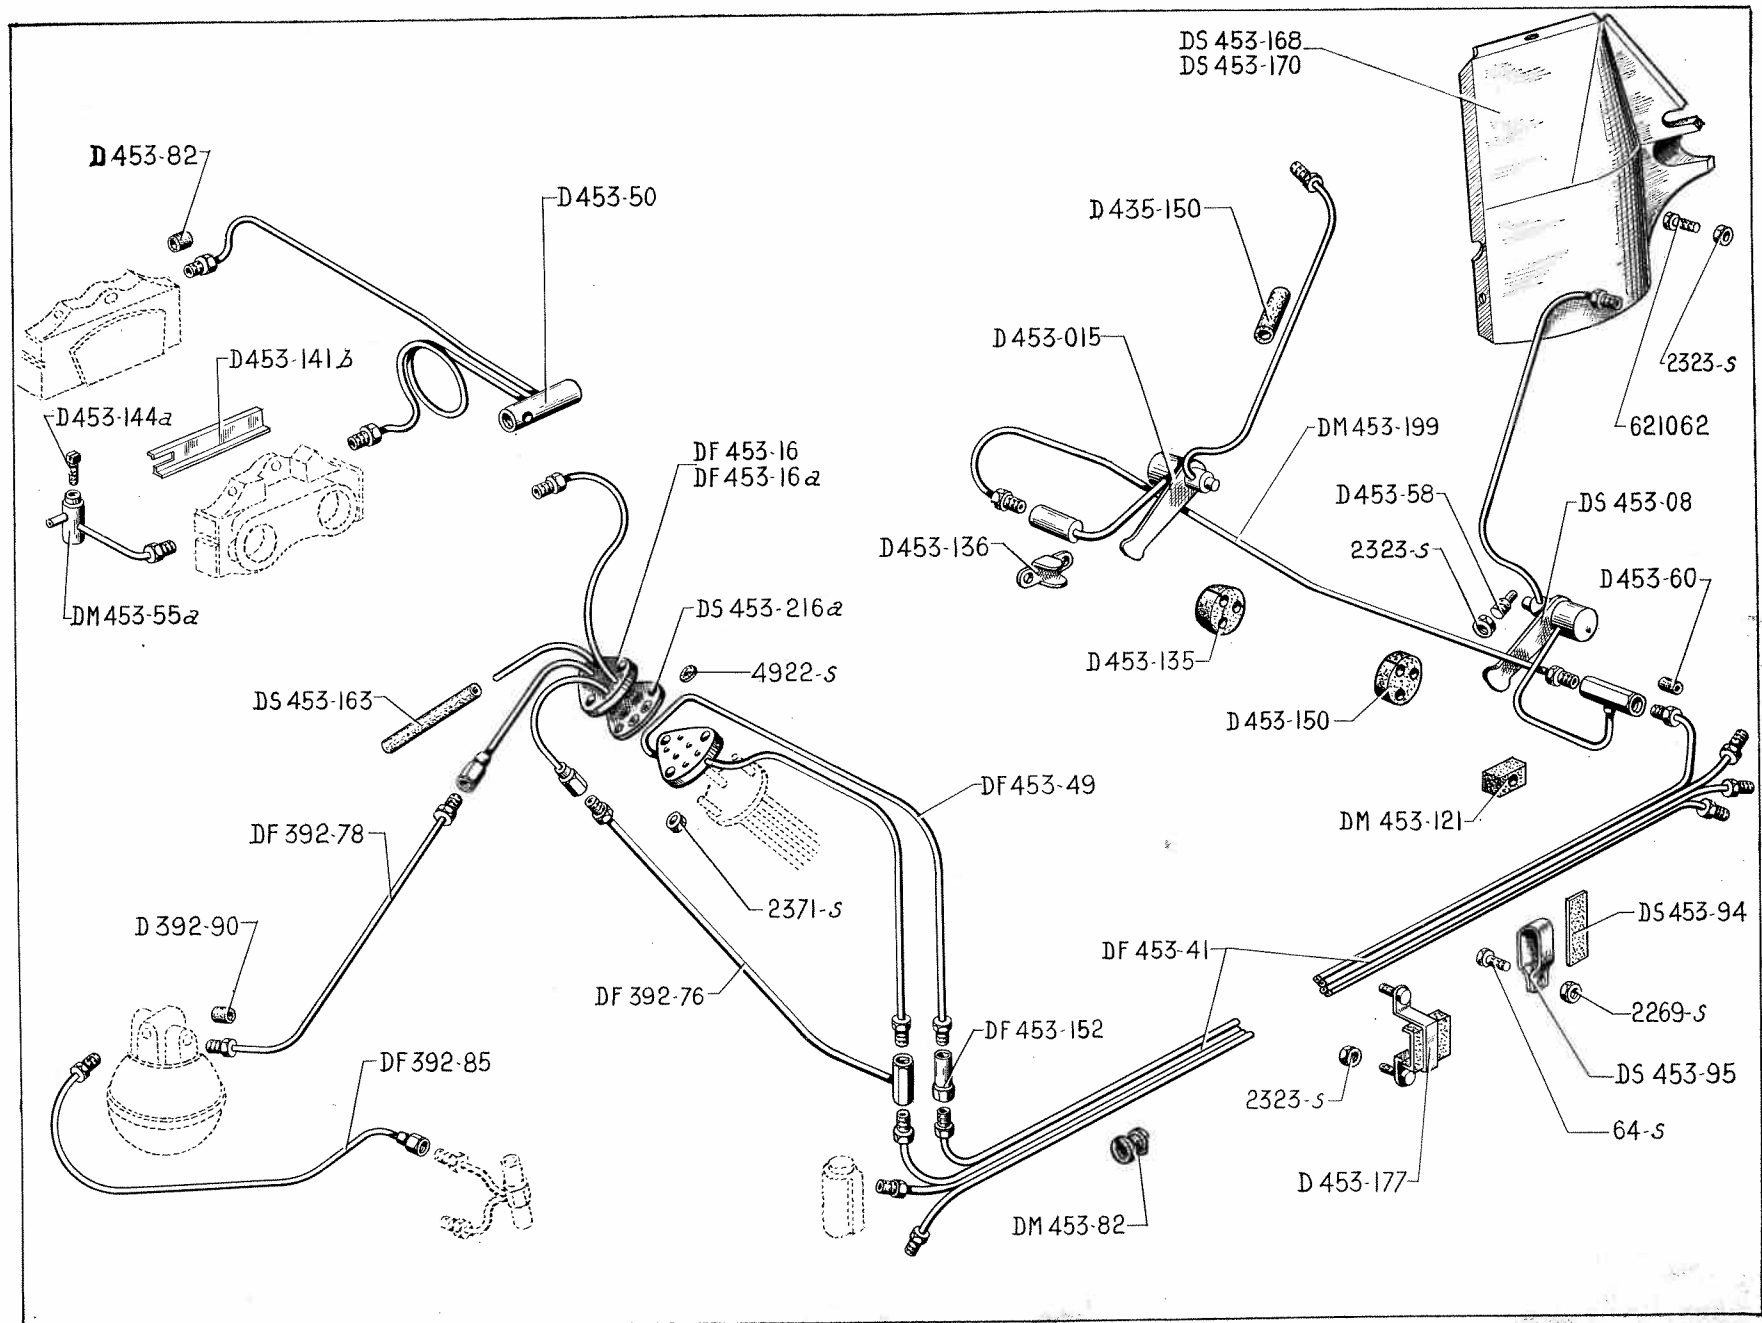 DS 453-168
DS 453-170
D 453-82
D 453-50
D 435-150
D 453-015
2323-s
D 453-141b
D 453-144a
621062
DM 453-199
DF 453-16
DF 453-16a
D 453-58
DS 453-08
D 453-136
2323-s
D 453-60
DM 453-55a
DS 453-216a
D 453-135
4922-s
DS 453-163
D 453-150
DF 453-49
DM 453-121
DF 392-78
2371-s
DS 453-94
D 392-90
DF 453-41
DF 392-76
2269-s
DF 453-152
DF 392-85
DS 453-95
2323-s
64-s
D 453-177
DM 453-82